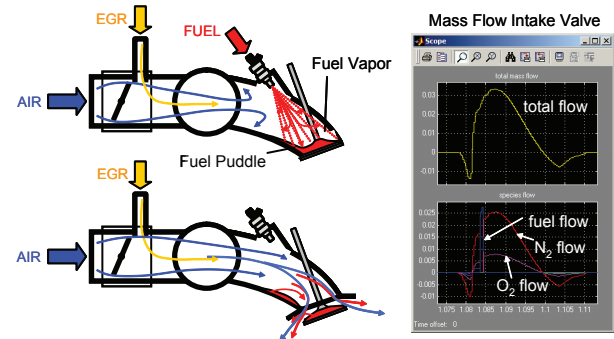 EGR
FUEL
Fuel Vapor
AIR
Fuel Puddle
EGR
AIR
Mass Flow Intake Valve
Scope
total mass flow
0.03
0.02
0.01
0
-0.01
total flow
species flow
0.025
0.02
0.015
0.01
0.005
0
-0.005
-0.01
fuel flow
N₂ flow
O₂ flow
1.075 1.08 1.085 1.09 1.095 1.1 1.105 1.11
Time offset: 0